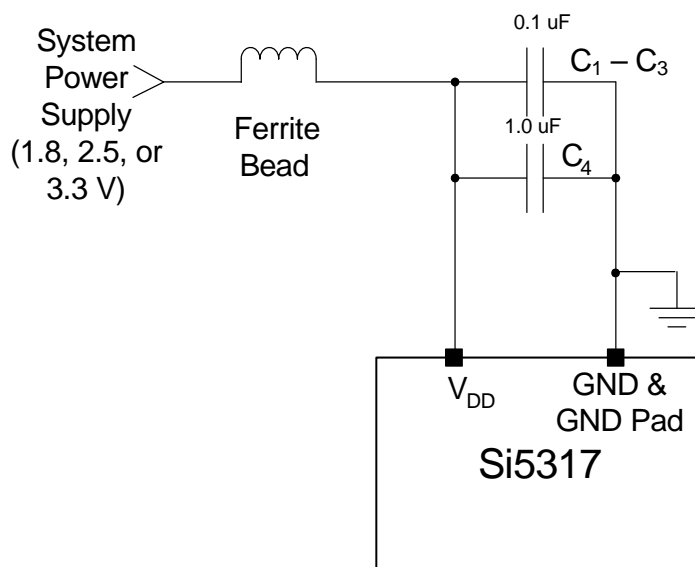 System
Power
Supply
(1.8, 2.5, or
3.3 V)
Ferrite
Bead
0.1 uF
C1 – C3
1.0 uF
C4
VDD
GND &
GND Pad
Si5317